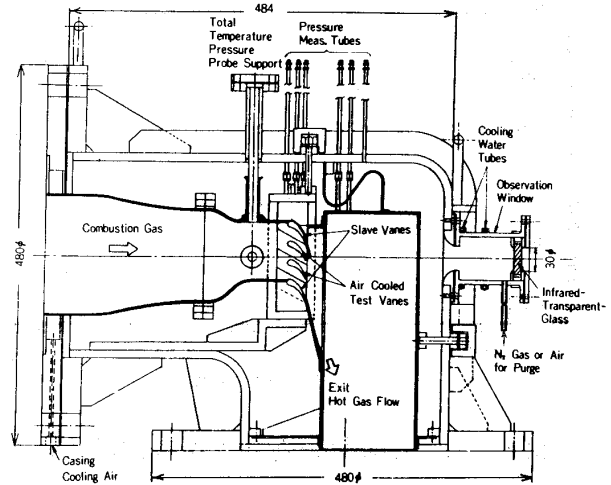 484
Total
Temperature
Pressure
Probe Support
Pressure
Meas. Tubes
Cooling
Water
Tubes
Observation
Window
480φ
Combustion Gas
Slave Vanes
Air Cooled
Test Vanes
30φ
Infrared-
Transparent-
Glass
N₂ Gas or Air
for Purge
Exit
Hot Gas Flow
Casing
Cooling Air
480φ